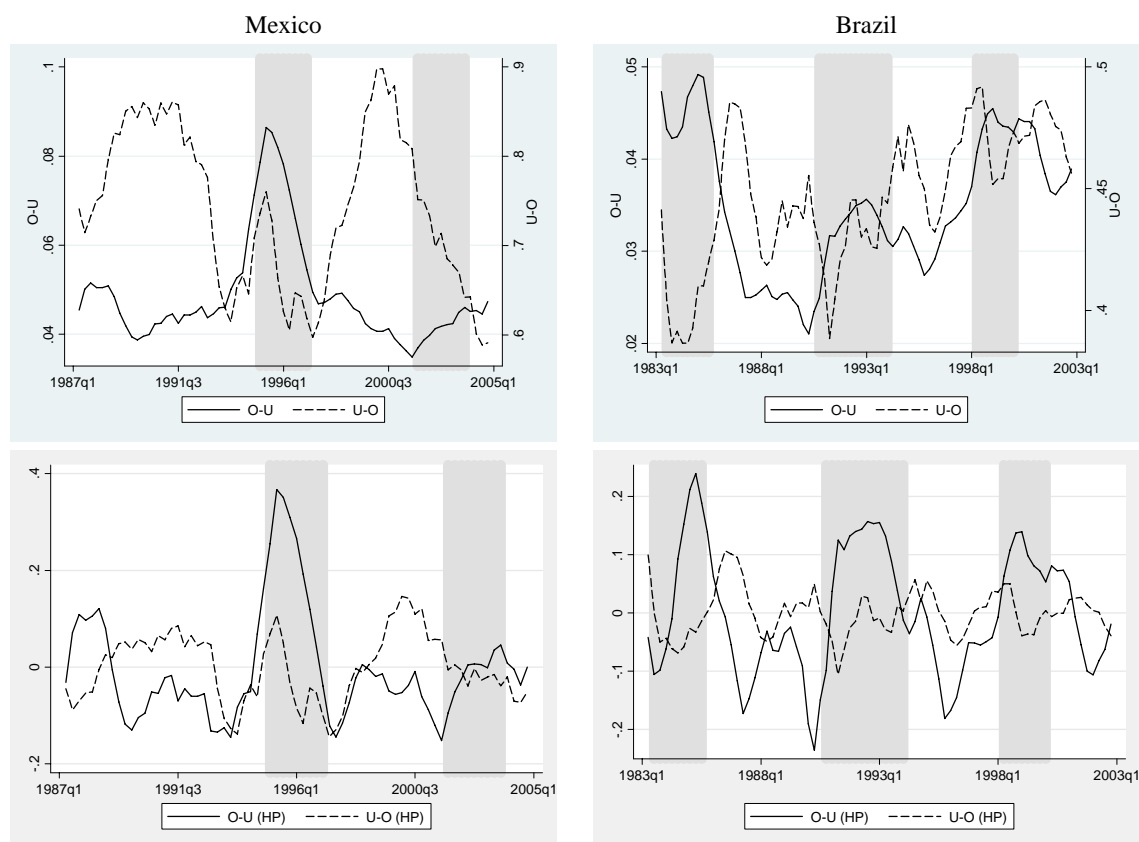 Mexico
Brazil
O-U
.04 .06 .08 .1
U-O
.6 .7 .8 .9
1987q1 1991q3 1996q1 2000q3 2005q1
O-U U-O
O-U
.02 .03 .04 .05
U-O
.4 .45 .5
1983q1 1988q1 1993q1 1998q1 2003q1
O-U U-O
-.2 0 .2 .4
1987q1 1991q3 1996q1 2000q3 2005q1
O-U (HP) U-O (HP)
-.2 -.1 0 .1 .2
1983q1 1988q1 1993q1 1998q1 2003q1
O-U (HP) U-O (HP)